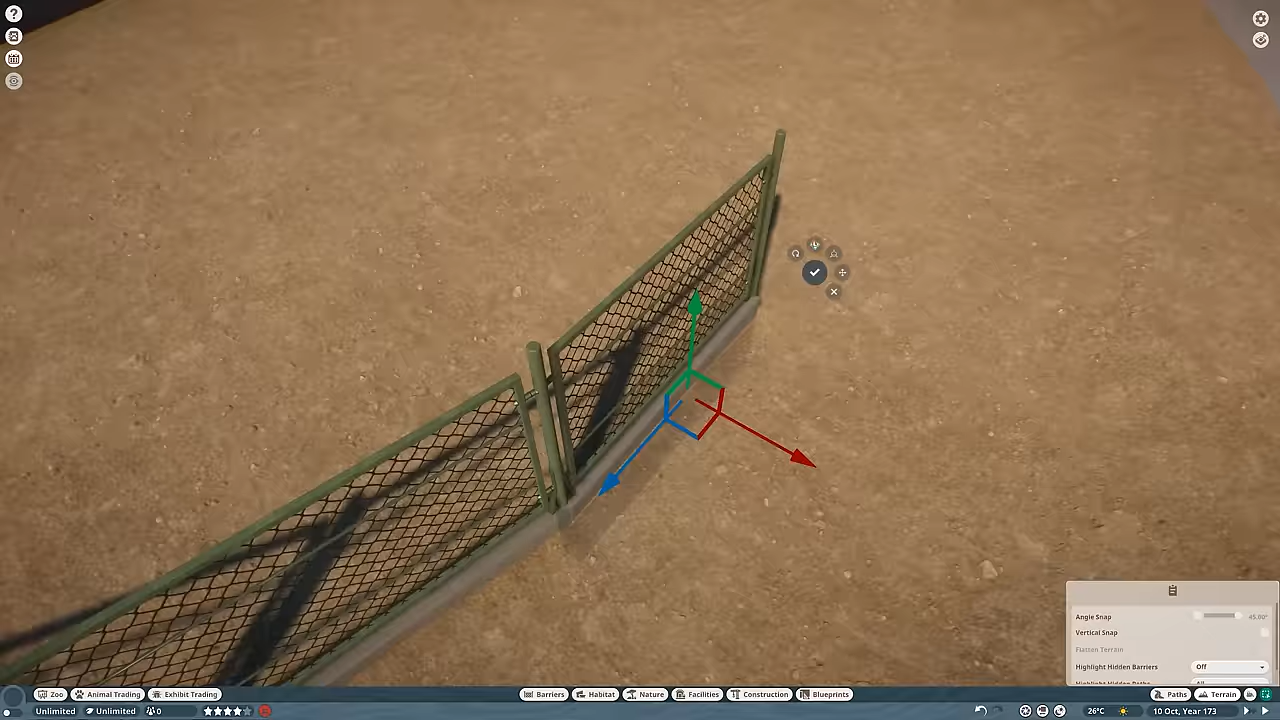 ?
Angle Snap 45.00°
Vertical Snap
Flatten Terrain
Highlight Hidden Barriers Off
Zoo Animal Trading Exhibit Trading Barriers Habitat Nature Facilities Construction Blueprints Paths Terrain
Unlimited Unlimited 0 26°C 10 Oct, Year 173